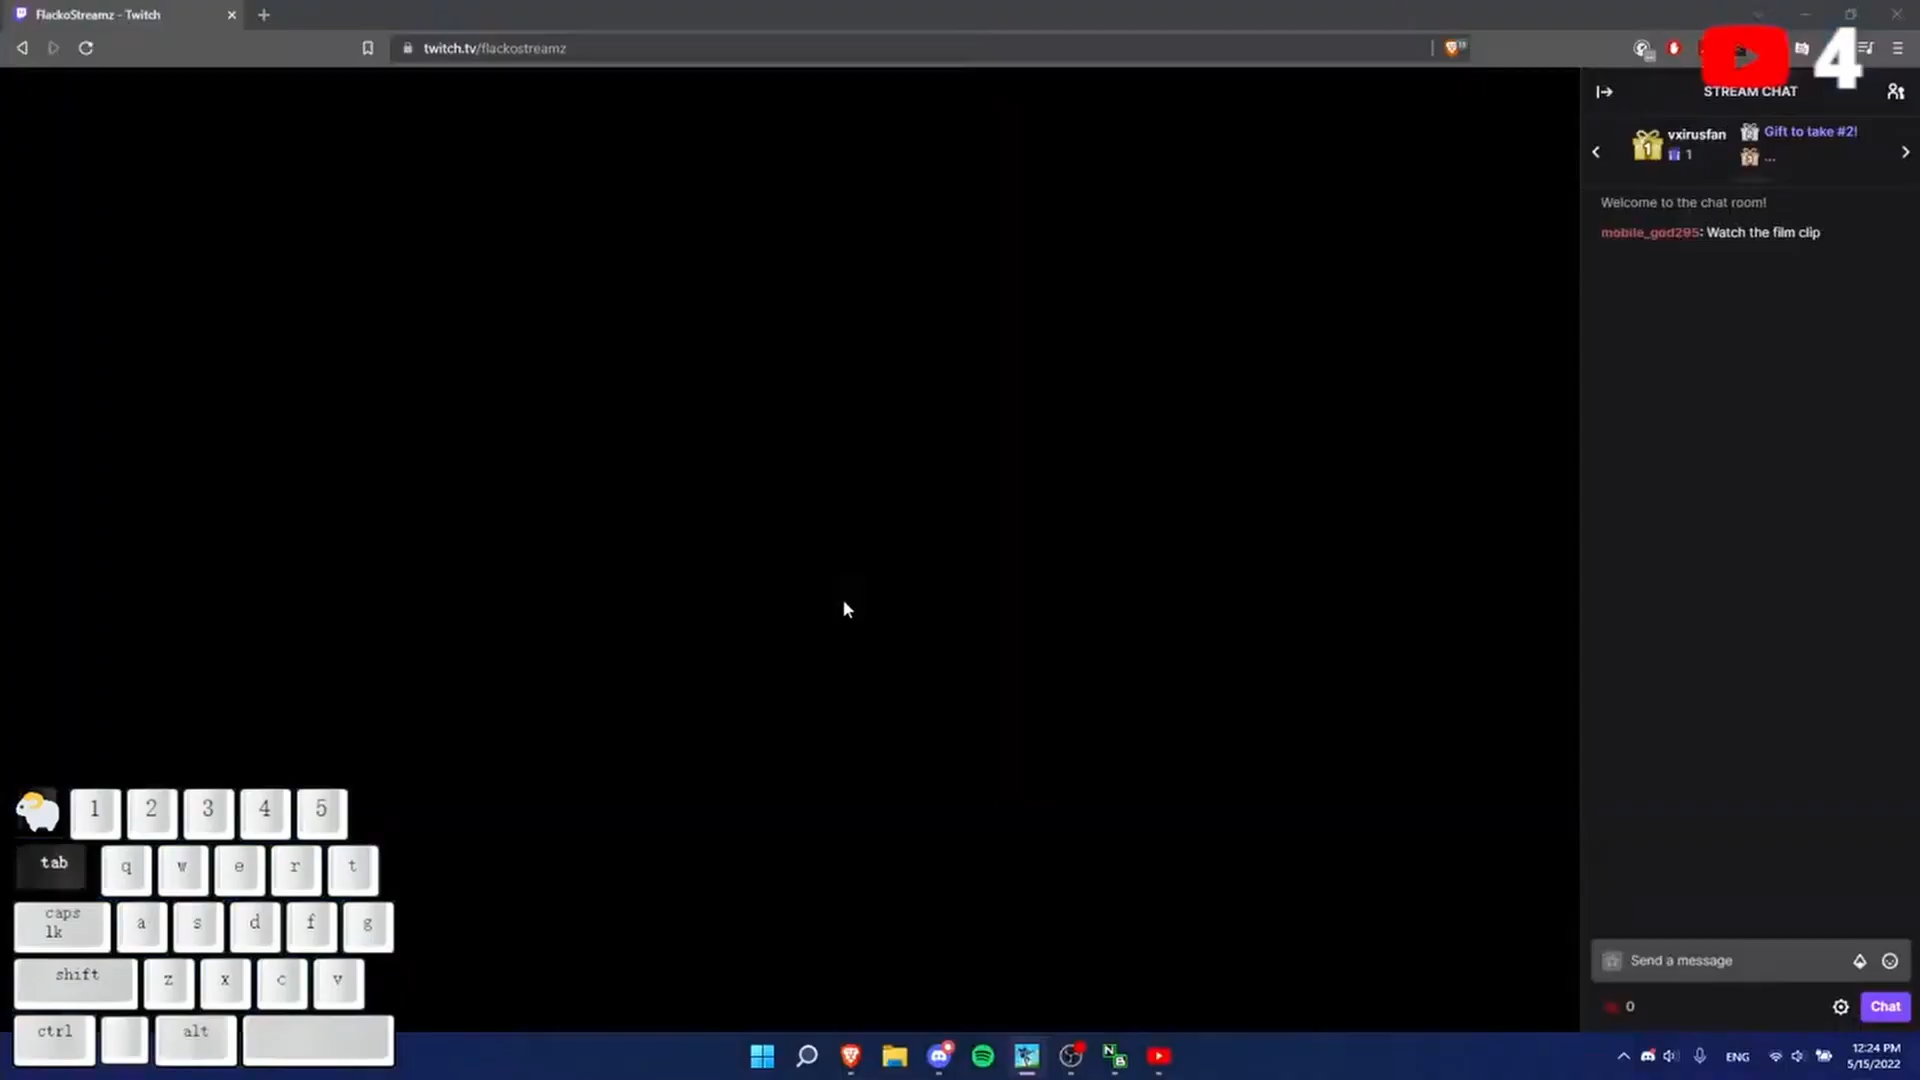 FlackoStreamz - Twitch
twitch.tv/flackostreamz
4
STREAM CHAT
vxirusfan
1
1
Gift to take #2!
...
Welcome to the chat room!
mobile_god295: Watch the film clip
1 2 3 4 5
tab q w e r t
caps lk a s d f g
shift z x c v
ctrl alt
Send a message
0
Chat
N B
ENG
12:24 PM
5/15/2022